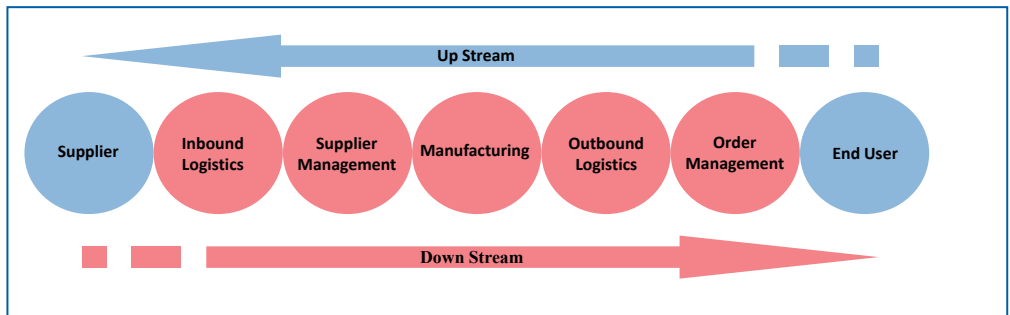 Up Stream
Supplier
Inbound
Logistics
Supplier
Management
Manufacturing
Outbound
Logistics
Order
Management
End User
Down Stream